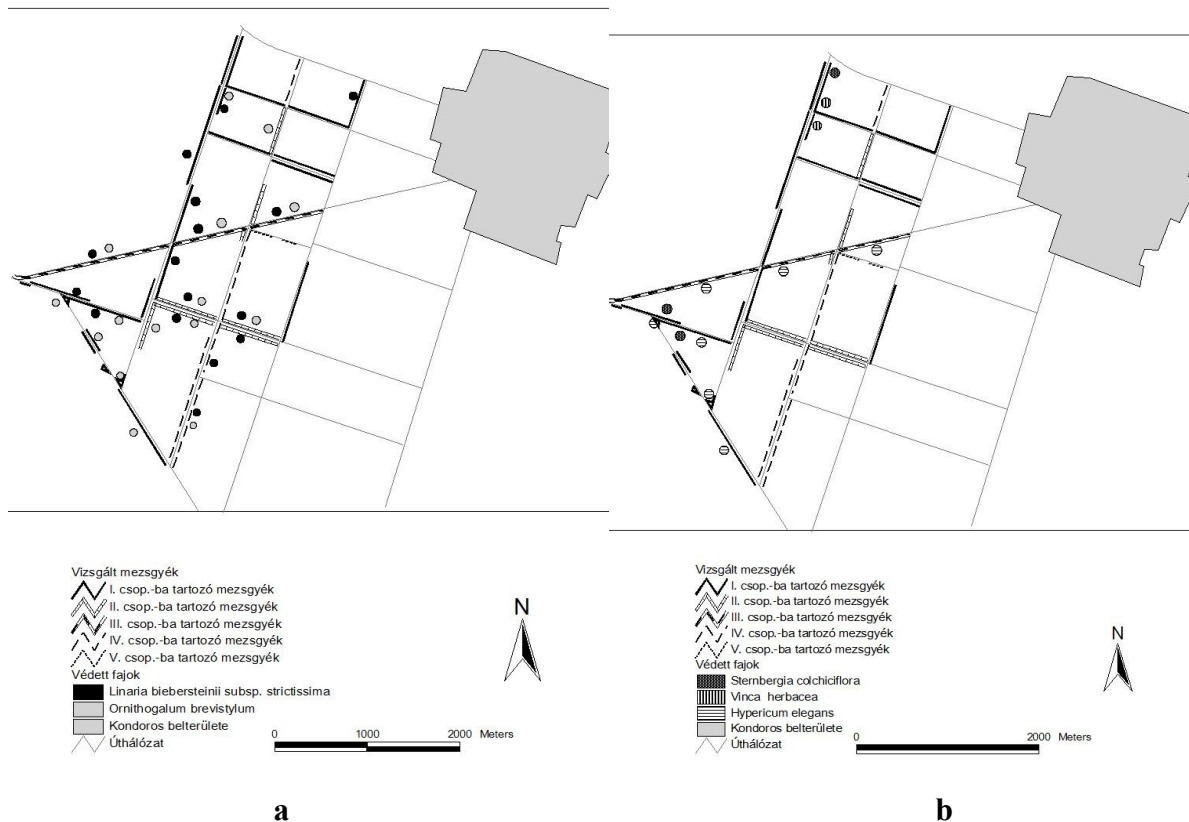 Vizsgált mezsgyék
I. csop.-ba tartozó mezsgyék
II. csop.-ba tartozó mezsgyék
III. csop.-ba tartozó mezsgyék
IV. csop.-ba tartozó mezsgyék
V. csop.-ba tartozó mezsgyék
Védett fajok
Linaria biebersteinii subsp. strictissima
Ornithogalum brevistylum
Kondoros belterülete
Úthálózat
0 1000 2000 Meters
N
a
Vizsgált mezsgyék
I. csop.-ba tartozó mezsgyék
II. csop.-ba tartozó mezsgyék
III. csop.-ba tartozó mezsgyék
IV. csop.-ba tartozó mezsgyék
V. csop.-ba tartozó mezsgyék
Védett fajok
Sternbergia colchiciflora
Vinca herbacea
Hypericum elegans
Kondoros belterülete
Úthálózat
0 2000 Meters
N
b